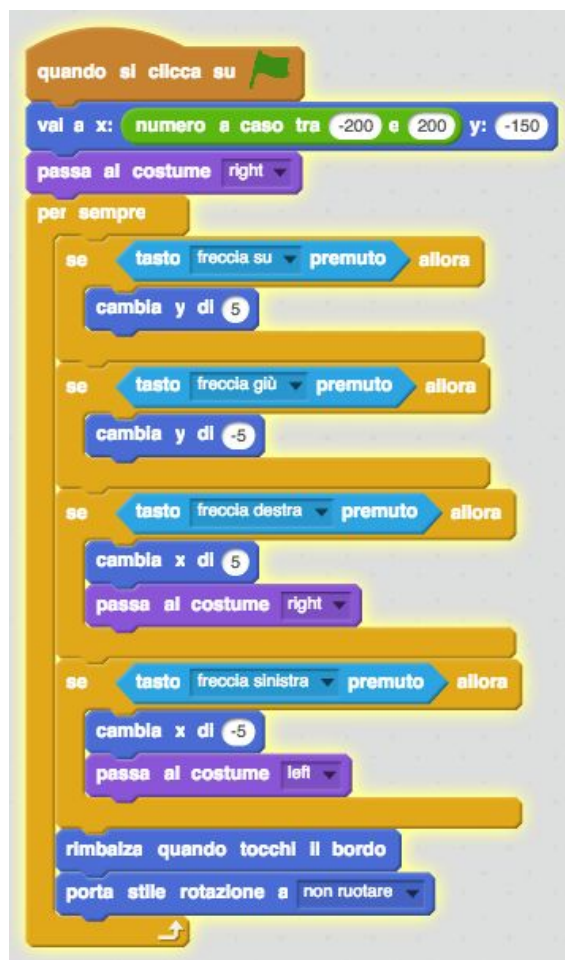 quando si clicca su
vai a x: numero a caso tra -200 e 200 y: -150
passa al costume right
per sempre
se tasto freccia su premuto allora
cambia y di 5
se tasto freccia giù premuto allora
cambia y di -5
se tasto freccia destra premuto allora
cambia x di 5
passa al costume right
se tasto freccia sinistra premuto allora
cambia x di -5
passa al costume left
rimbalza quando tocchi il bordo
porta stile rotazione a non ruotare